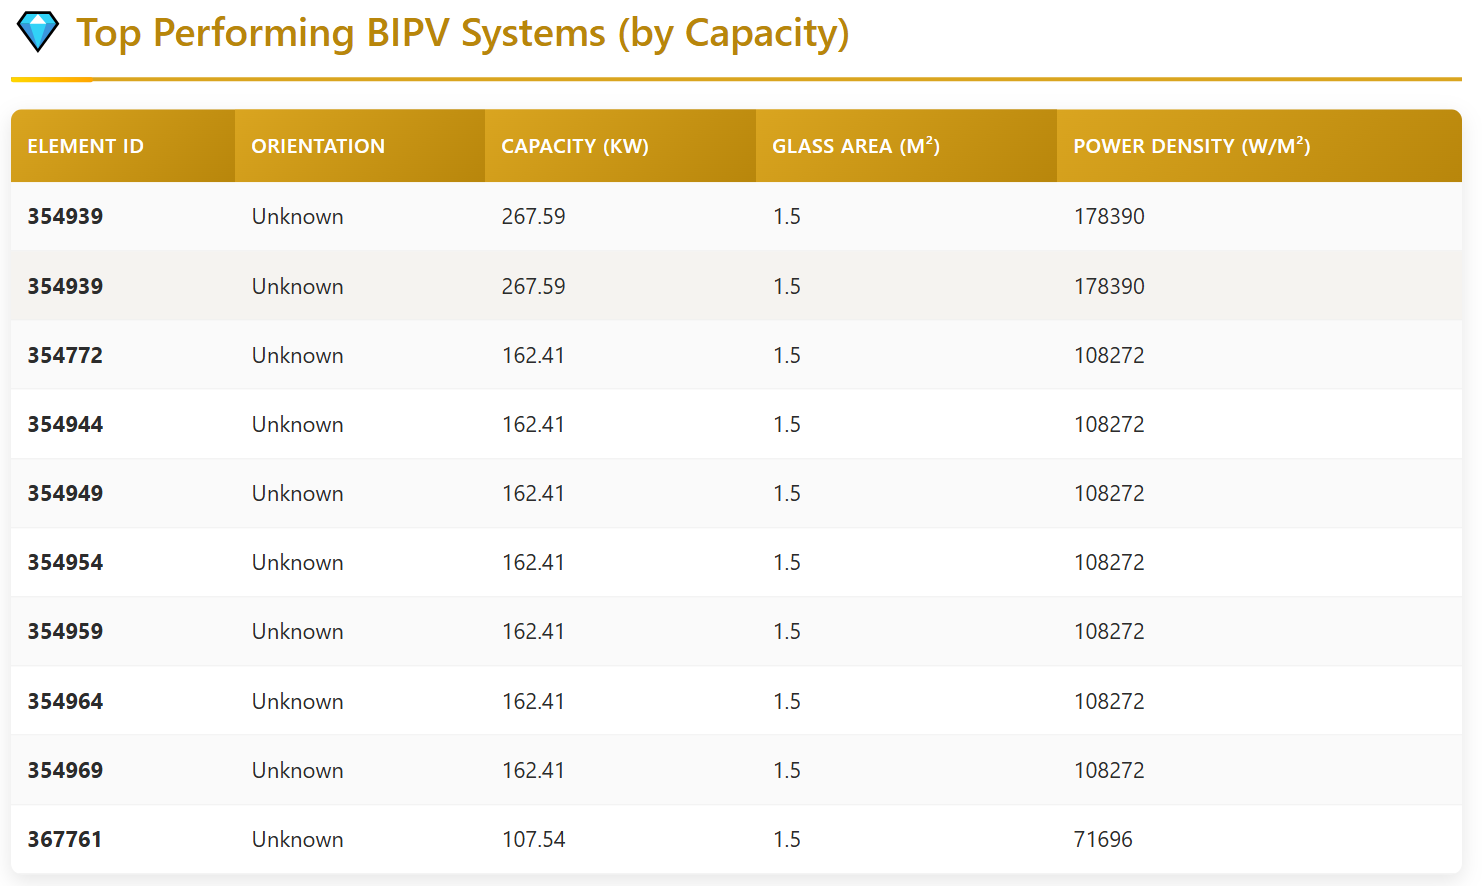 Top Performing BIPV Systems (by Capacity)
ELEMENT ID ORIENTATION CAPACITY (KW) GLASS AREA (M²) POWER DENSITY (W/M²)
354939 Unknown 267.59 1.5 178390
354939 Unknown 267.59 1.5 178390
354772 Unknown 162.41 1.5 108272
354944 Unknown 162.41 1.5 108272
354949 Unknown 162.41 1.5 108272
354954 Unknown 162.41 1.5 108272
354959 Unknown 162.41 1.5 108272
354964 Unknown 162.41 1.5 108272
354969 Unknown 162.41 1.5 108272
367761 Unknown 107.54 1.5 71696